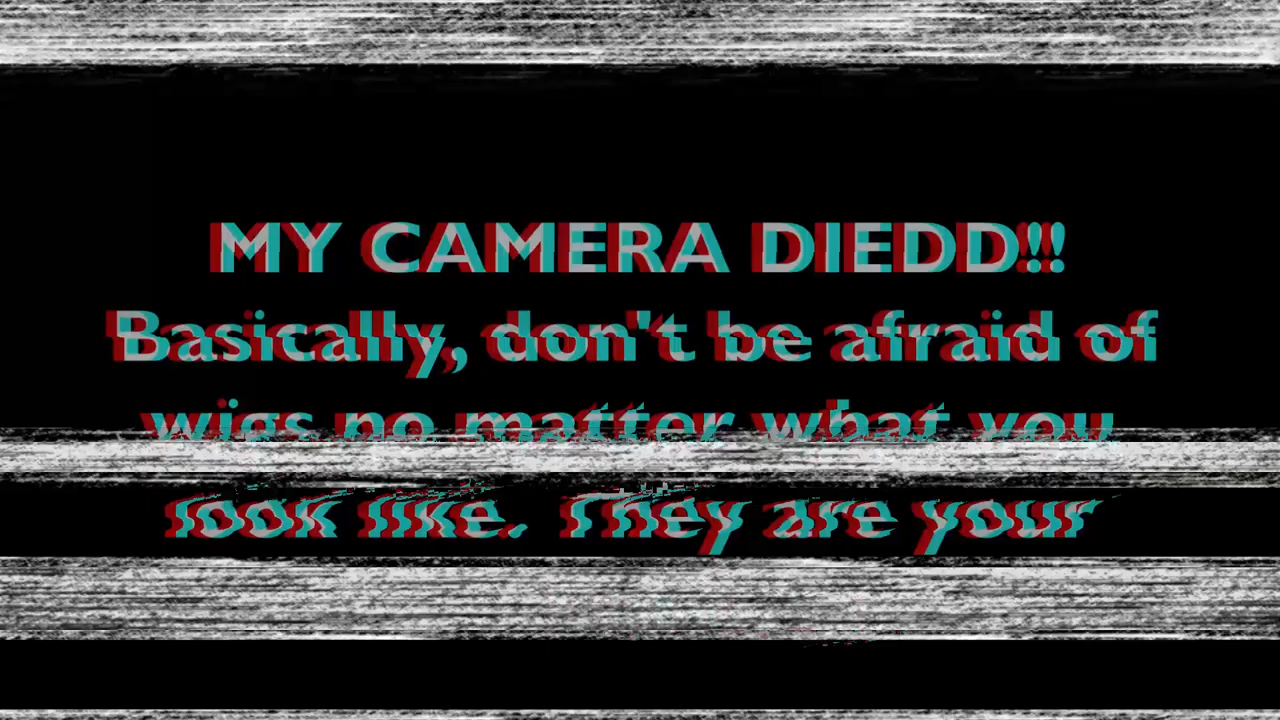 MY CAMERA DIEDD!!!
Basically, don't be afraid of
wigs no matter what you
look like. They are your